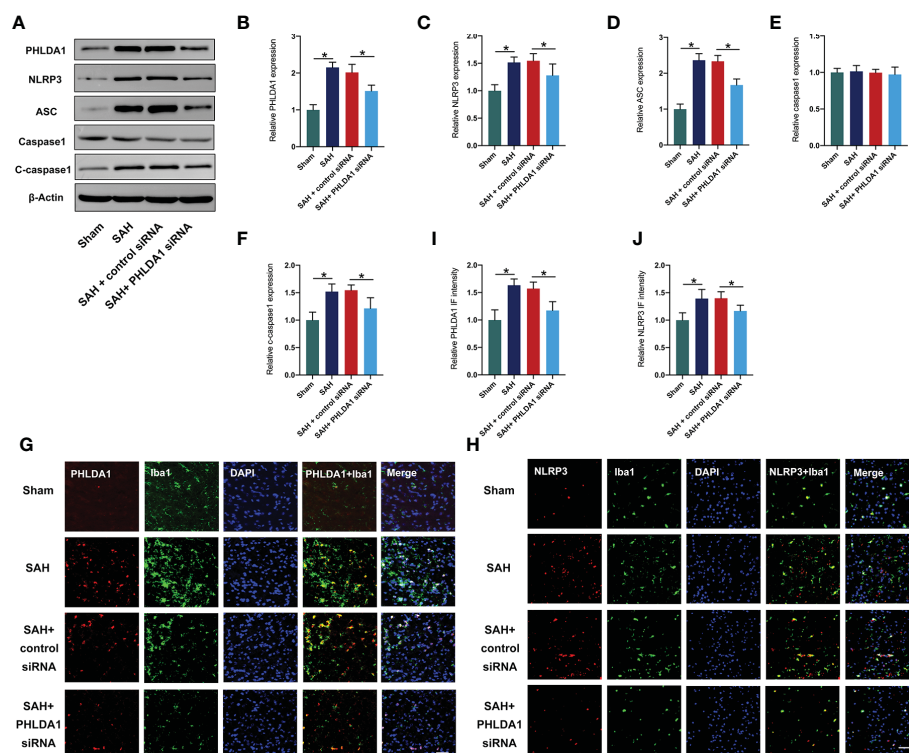 A
PHLDA1
NLRP3
ASC
Caspase1
C-caspase1
β-Actin
Sham
SAH
SAH + control siRNA
SAH+ PHLDA1 siRNA
B
Relative PHLDA1 expression
3
2
1
0
*
*
Sham
SAH
SAH + control siRNA
SAH+ PHLDA1 siRNA
C
Relative NLRP3 expression
2.0
1.5
1.0
0.5
0.0
*
*
Sham
SAH
SAH + control siRNA
SAH+ PHLDA1 siRNA
D
Relative ASC expression
3
2
1
0
*
*
Sham
SAH
SAH + control siRNA
SAH+ PHLDA1 siRNA
E
Relative caspase1 expression
1.5
1.0
0.5
0.0
Sham
SAH
SAH + control siRNA
SAH+ PHLDA1 siRNA
F
Relative c-caspase1 expression
2.0
1.5
1.0
0.5
0.0
*
*
Sham
SAH
SAH + control siRNA
SAH+ PHLDA1 siRNA
I
Relative PHLDA1 IF intensity
2.0
1.5
1.0
0.5
0.0
*
*
Sham
SAH
SAH + control siRNA
SAH+ PHLDA1 siRNA
J
Relative NLRP3 IF intensity
2.0
1.5
1.0
0.5
0.0
*
*
Sham
SAH
SAH + control siRNA
SAH+ PHLDA1 siRNA
G
PHLDA1
Iba1
DAPI
PHLDA1+Iba1
Merge
Sham
SAH
SAH+
control
siRNA
SAH+
PHLDA1
siRNA
H
NLRP3
Iba1
DAPI
NLRP3+Iba1
Merge
Sham
SAH
SAH+
control
siRNA
SAH+
PHLDA1
siRNA